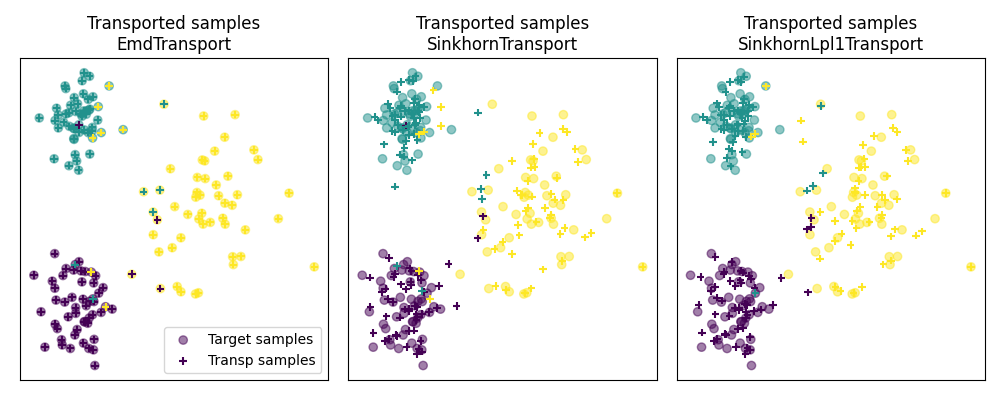 Transported samples
EmdTransport
Transported samples
SinkhornTransport
Transported samples
SinkhornLpl1Transport
Target samples
Transp samples